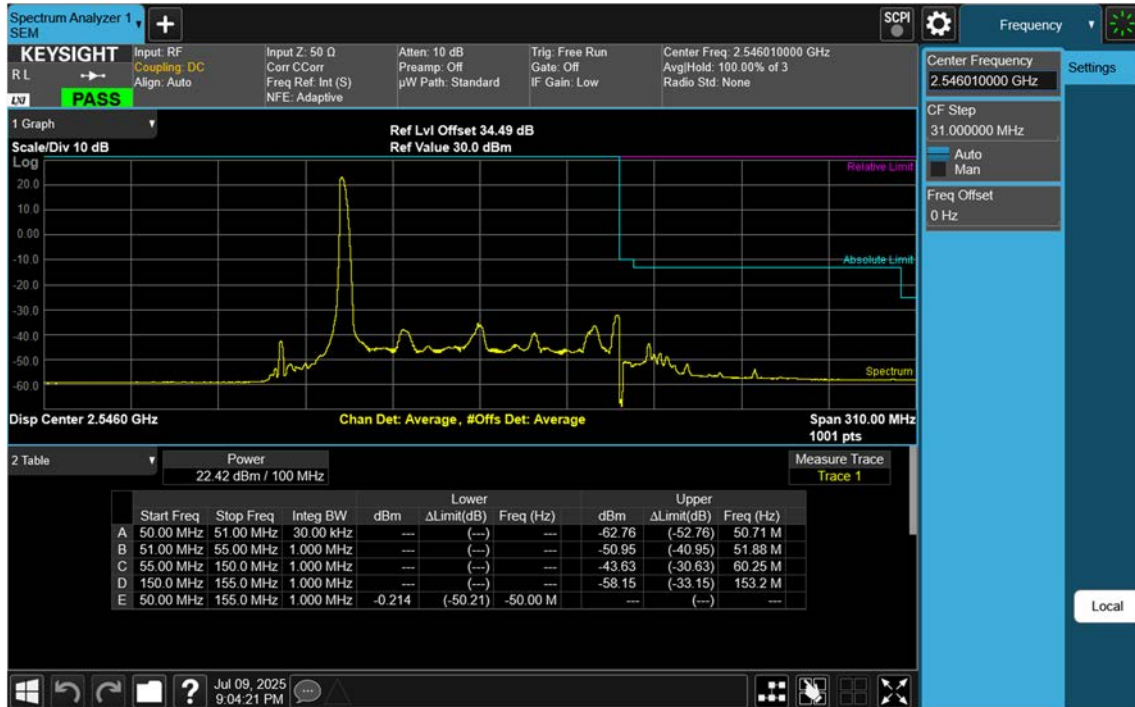 Spectrum Analyzer 1
SEM
SCPI
Frequency
KEYSIGHT
R L
LXI
PASS
Input: RF
Coupling: DC
Align: Auto
Input Z: 50 Ω
Corr CCorr
Freq Ref: Int (S)
NFE: Adaptive
Atten: 10 dB
Preamp: Off
µW Path: Standard
Trig: Free Run
Gate: Off
IF Gain: Low
Center Freq: 2.546010000 GHz
Avg|Hold: 100.00% of 3
Radio Std: None
Center Frequency
2.546010000 GHz
Settings
CF Step
31.000000 MHz
Auto
Man
Freq Offset
0 Hz
1 Graph
Scale/Div 10 dB
Ref Lvl Offset 34.49 dB
Ref Value 30.0 dBm
Log
Relative Limit
20.0
10.0
0.00
-10.0
Absolute Limit
-20.0
-30.0
-40.0
-50.0
Spectrum
-60.0
Disp Center 2.5460 GHz
Chan Det: Average, #Offs Det: Average
Span 310.00 MHz
1001 pts
2 Table
Power
22.42 dBm / 100 MHz
Measure Trace
Trace 1
Lower Upper
Start Freq Stop Freq Integ BW dBm ΔLimit(dB) Freq (Hz) dBm ΔLimit(dB) Freq (Hz)
A 50.00 MHz 51.00 MHz 30.00 kHz --- (---) --- -62.76 (-52.76) 50.71 M
B 51.00 MHz 55.00 MHz 1.000 MHz --- (---) --- -50.95 (-40.95) 51.88 M
C 55.00 MHz 150.0 MHz 1.000 MHz --- (---) --- -43.63 (-30.63) 60.25 M
D 150.0 MHz 155.0 MHz 1.000 MHz --- (---) --- -58.15 (-33.15) 153.2 M
E 50.00 MHz 155.0 MHz 1.000 MHz -0.214 (-50.21) -50.00 M --- (---) ---
Local
?
Jul 09, 2025
9:04:21 PM